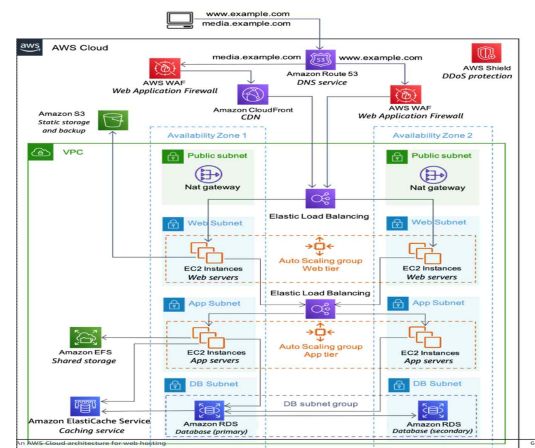 www.example.com
media.example.com
aws
AWS Cloud
media.example.com
www.example.com
Amazon Route 53
DNS service
AWS Shield
DDoS protection
AWS WAF
Web Application Firewall
Amazon CloudFront
CDN
AWS WAF
Web Application Firewall
Amazon S3
Static storage
and backup
Availability Zone 1
Availability Zone 2
VPC
Public subnet
Nat gateway
Public subnet
Nat gateway
Elastic Load Balancing
Web Subnet
Web Subnet
EC2 Instances
Web servers
Auto Scaling group
Web tier
EC2 Instances
Web servers
Elastic Load Balancing
App Subnet
App Subnet
EC2 Instances
App servers
Auto Scaling group
App tier
EC2 Instances
App servers
Amazon EFS
Shared storage
DB Subnet
DB Subnet
DB subnet group
Amazon ElastiCache Service
Caching service
Amazon RDS
Database (primary)
Amazon RDS
Database (secondary)
An AWS Cloud architecture for web hosting
6